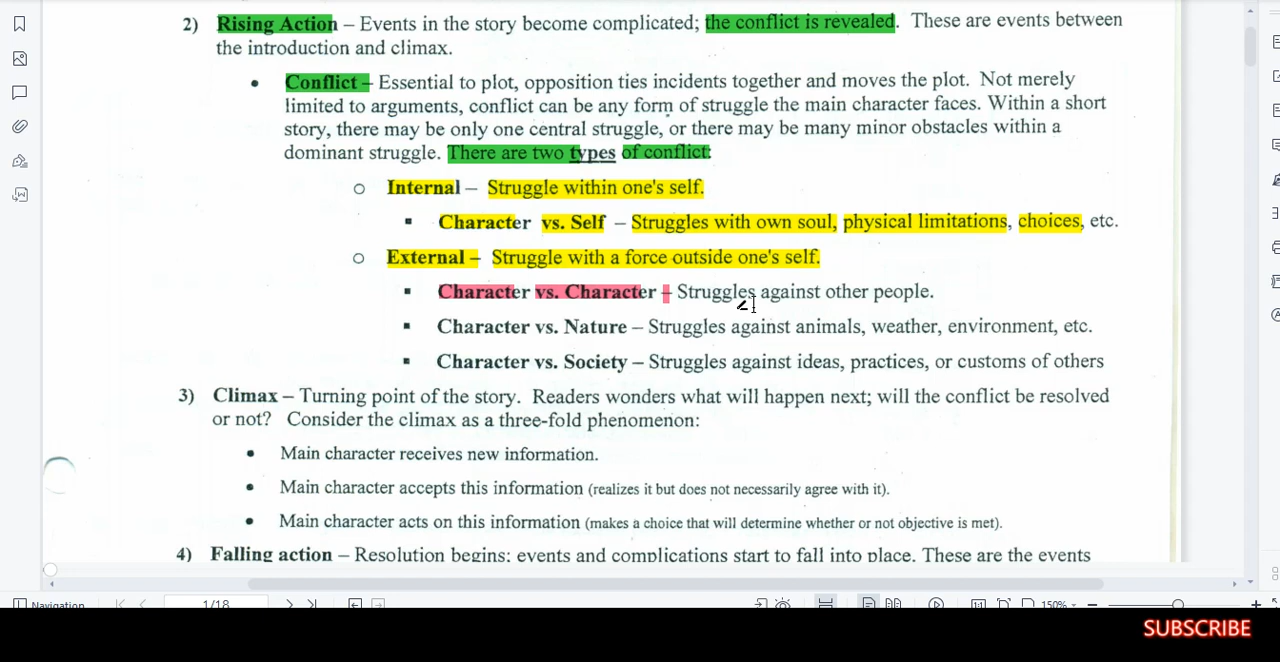 2) Rising Action – Events in the story become complicated; the conflict is revealed. These are events between
the introduction and climax.
• Conflict – Essential to plot, opposition ties incidents together and moves the plot. Not merely
limited to arguments, conflict can be any form of struggle the main character faces. Within a short
story, there may be only one central struggle, or there may be many minor obstacles within a
dominant struggle. There are two types of conflict:
o Internal – Struggle within one's self.
▪ Character vs. Self – Struggles with own soul, physical limitations, choices, etc.
o External – Struggle with a force outside one's self.
▪ Character vs. Character – Struggles against other people.
▪ Character vs. Nature – Struggles against animals, weather, environment, etc.
▪ Character vs. Society – Struggles against ideas, practices, or customs of others
3) Climax – Turning point of the story. Readers wonders what will happen next; will the conflict be resolved
or not? Consider the climax as a three-fold phenomenon:
• Main character receives new information.
• Main character accepts this information (realizes it but does not necessarily agree with it).
• Main character acts on this information (makes a choice that will determine whether or not objective is met).
4) Falling action – Resolution begins; events and complications start to fall into place. These are the events
Navigation 1/18 150%
SUBSCRIBE